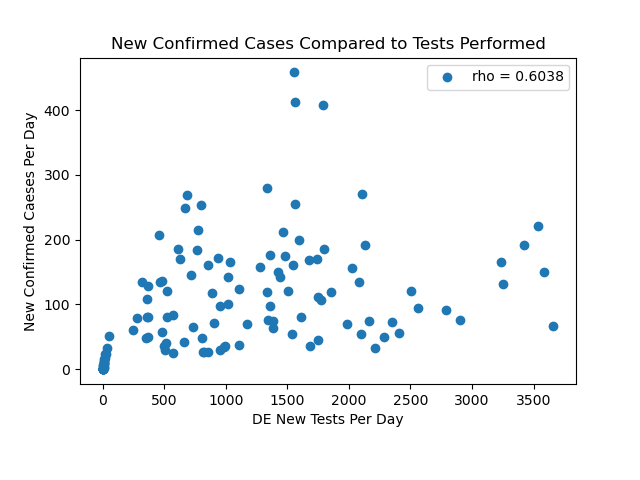 New Confirmed Cases Compared to Tests Performed
rho = 0.6038
New Confirmed Caeses Per Day
400
300
200
100
0
0 500 1000 1500 2000 2500 3000 3500
DE New Tests Per Day